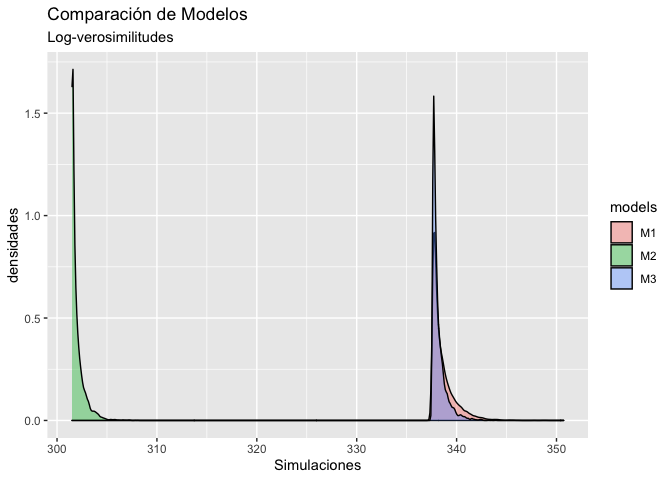 Comparación de Modelos
Log-verosimilitudes
1.5
1.0
0.5
0.0
densidades
300
310
320
330
340
350
Simulaciones
models
M1
M2
M3